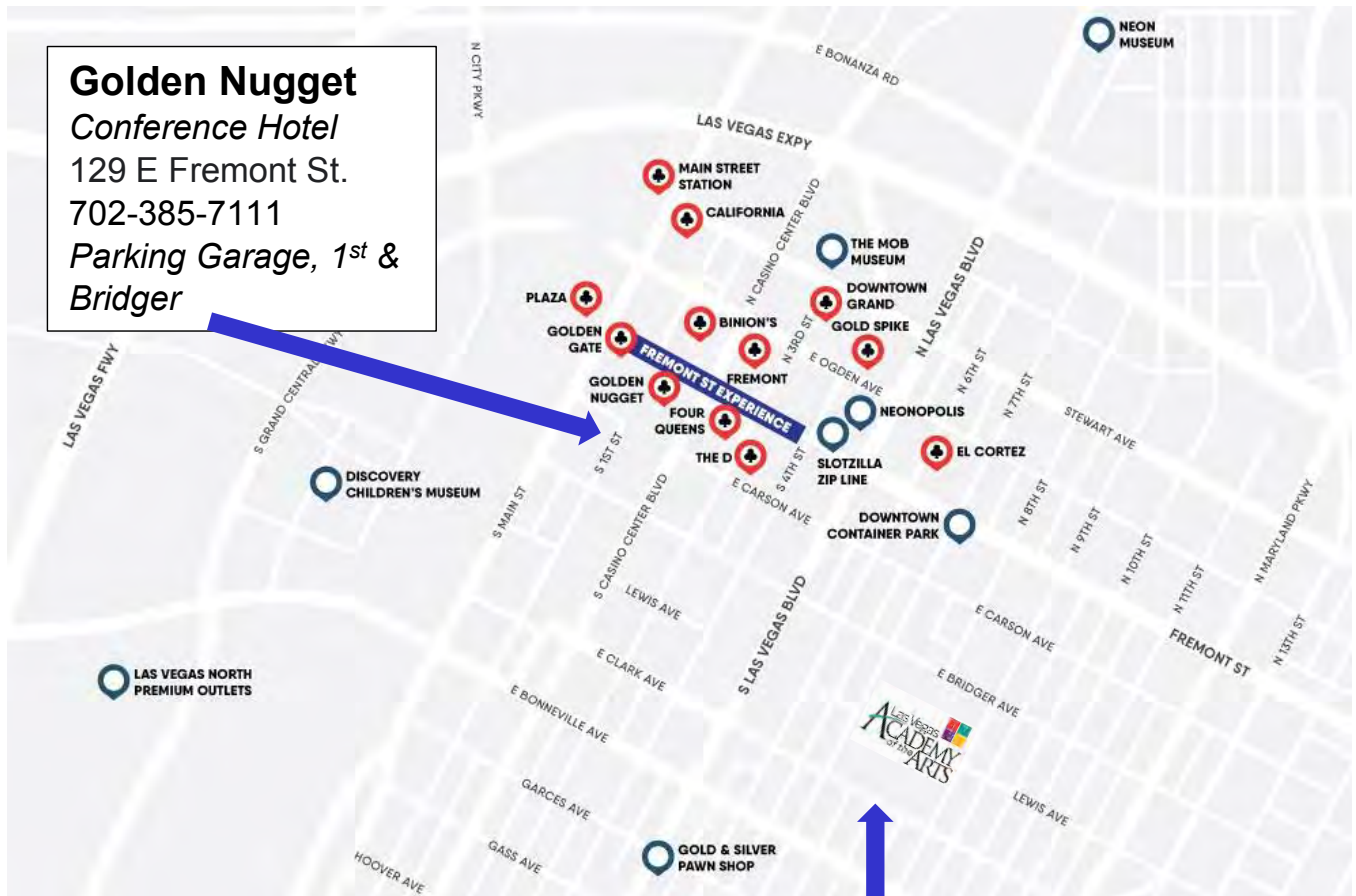 Golden Nugget
Conference Hotel
129 E Fremont St.
702-385-7111
Parking Garage, 1st &
Bridger
N CITY PKWY
E BONANZA RD
NEON
MUSEUM
LAS VEGAS EXPY
MAIN STREET
STATION
CALIFORNIA
N CASINO CENTER BLVD
THE MOB
MUSEUM
N LAS VEGAS BLVD
PLAZA
DOWNTOWN
GRAND
GOLDEN
GATE
BINION'S
N 3RD ST
GOLD SPIKE
FREMONT ST EXPERIENCE
FREMONT
E OGDEN AVE
N 6TH ST
N 7TH ST
LAS VEGAS FWY
GOLDEN
NUGGET
FOUR
QUEENS
NEONOPOLIS
STEWART AVE
S 1ST ST
THE D
S 4TH ST
SLOTZILLA
ZIP LINE
EL CORTEZ
DISCOVERY
CHILDREN'S MUSEUM
S MAIN ST
S CASINO CENTER BLVD
E CARSON AVE
DOWNTOWN
CONTAINER PARK
N 8TH ST
N 9TH ST
N 10TH ST
N 11TH ST
N MARYLAND PKWY
N 13TH ST
LEWIS AVE
E CARSON AVE
FREMONT ST
LAS VEGAS NORTH
PREMIUM OUTLETS
E CLARK AVE
S LAS VEGAS BLVD
E BRIDGER AVE
E BONNEVILLE AVE
Las Vegas
ACADEMY
of the
ARTS
GARCES AVE
LEWIS AVE
HOOVER AVE
GASS AVE
GOLD & SILVER
PAWN SHOP